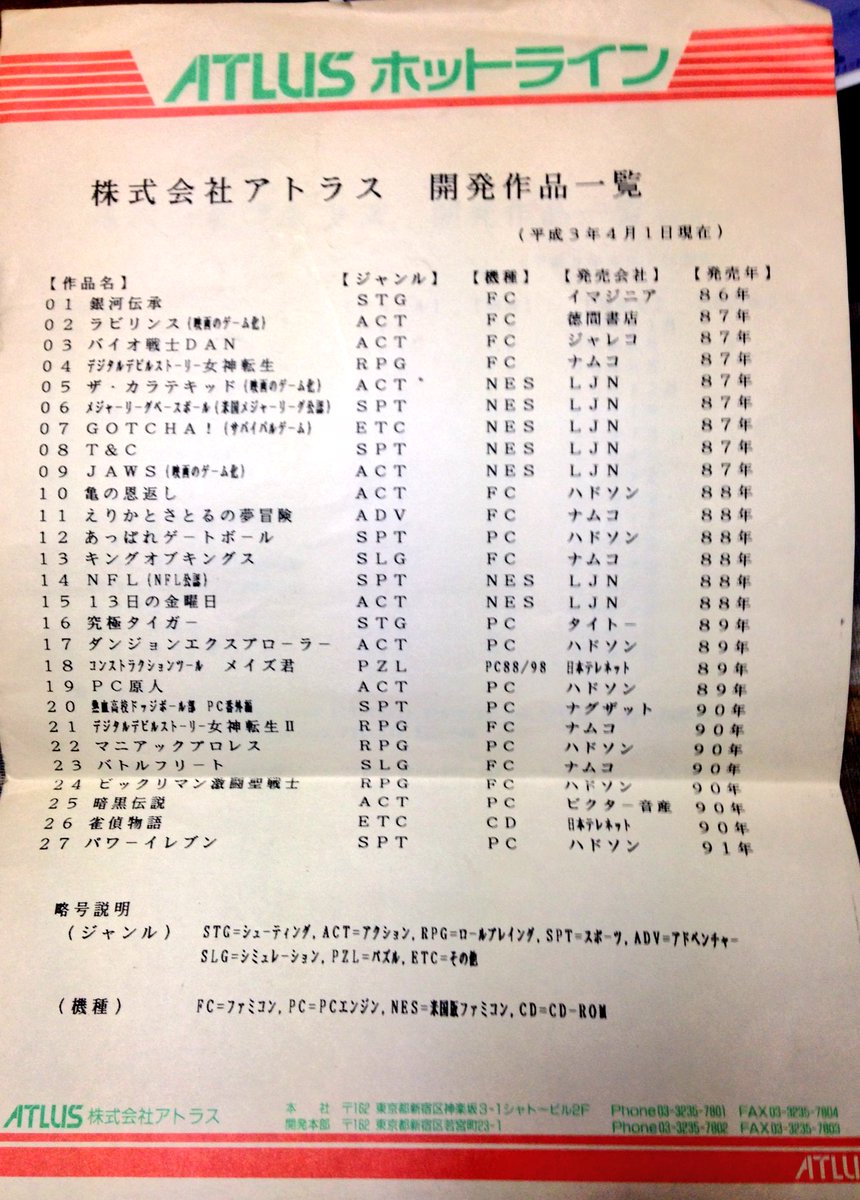 ATLUS ホットライン
株式会社アトラス 開発作品一覧
(平成3年4月1日現在)
【作品名】 【ジャンル】 【機種】 【発売会社】 【発売年】
01 銀河伝承 STG FC イマジニア 86年
02 ラビリンス(映画のゲーム化) ACT FC 徳間書店 87年
03 バイオ戦士DAN ACT FC ジャレコ 87年
04 デジタルデビルストーリー女神転生 RPG FC ナムコ 87年
05 ザ・カラテキッド(映画のゲーム化) ACT NES LJN 87年
06 メジャーリーグベースボール(米国メジャーリーグ公認) SPT NES LJN 87年
07 GOTCHA!(サバイバルゲーム) ETC NES LJN 87年
08 T&C SPT NES LJN 87年
09 JAWS(映画のゲーム化) ACT NES LJN 87年
10 亀の恩返し ACT FC ハドソン 88年
11 えりかとさとるの夢冒険 ADV FC ナムコ 88年
12 あっぱれゲートボール SPT PC ハドソン 88年
13 キングオブキングス SLG FC ナムコ 88年
14 NFL(NFL公認) SPT NES LJN 88年
15 13日の金曜日 ACT NES LJN 88年
16 究極タイガー STG PC タイトー 89年
17 ダンジョンエクスプローラー ACT PC ハドソン 89年
18 コンストラクションツール メイズ君 PZL PC88/98 日本テレネット 89年
19 PC原人 ACT PC ハドソン 89年
20 熱血高校ドッジボール部 PC番外編 SPT PC ナグザット 90年
21 デジタルデビルストーリー女神転生Ⅱ RPG FC ナムコ 90年
22 マニアックプロレス RPG PC ハドソン 90年
23 バトルフリート SLG FC ナムコ 90年
24 ビックリマン激闘聖戦士 RPG FC ハドソン 90年
25 暗黒伝説 ACT PC ビクター音産 90年
26 雀偵物語 ETC CD 日本テレネット 90年
27 パワーイレブン SPT PC ハドソン 91年
略号説明
(ジャンル) STG=シューティング, ACT=アクション, RPG=ロールプレイング, SPT=スポーツ, ADV=アドベンチャー
SLG=シミュレーション, PZL=パズル, ETC=その他
(機種) FC=ファミコン, PC=PCエンジン, NES=米国版ファミコン, CD=CD-ROM
ATLUS 株式会社アトラス
本 社 〒162 東京都新宿区神楽坂3-1シャトービル2F Phone03-3235-7801 FAX03-3235-7804
開発本部 〒162 東京都新宿区若宮町23-1 Phone03-3235-7802 FAX03-3235-7803
ATLU